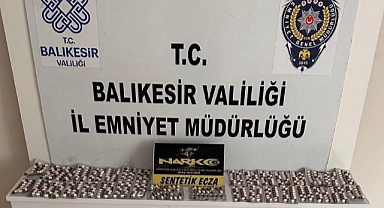 T.C.
BALIKESİR
VALİLİĞİ
T.C.
BALIKESİR VALİLİĞİ
İL EMNİYET MÜDÜRLÜĞÜ
NARKO
SENTETİK ECZA